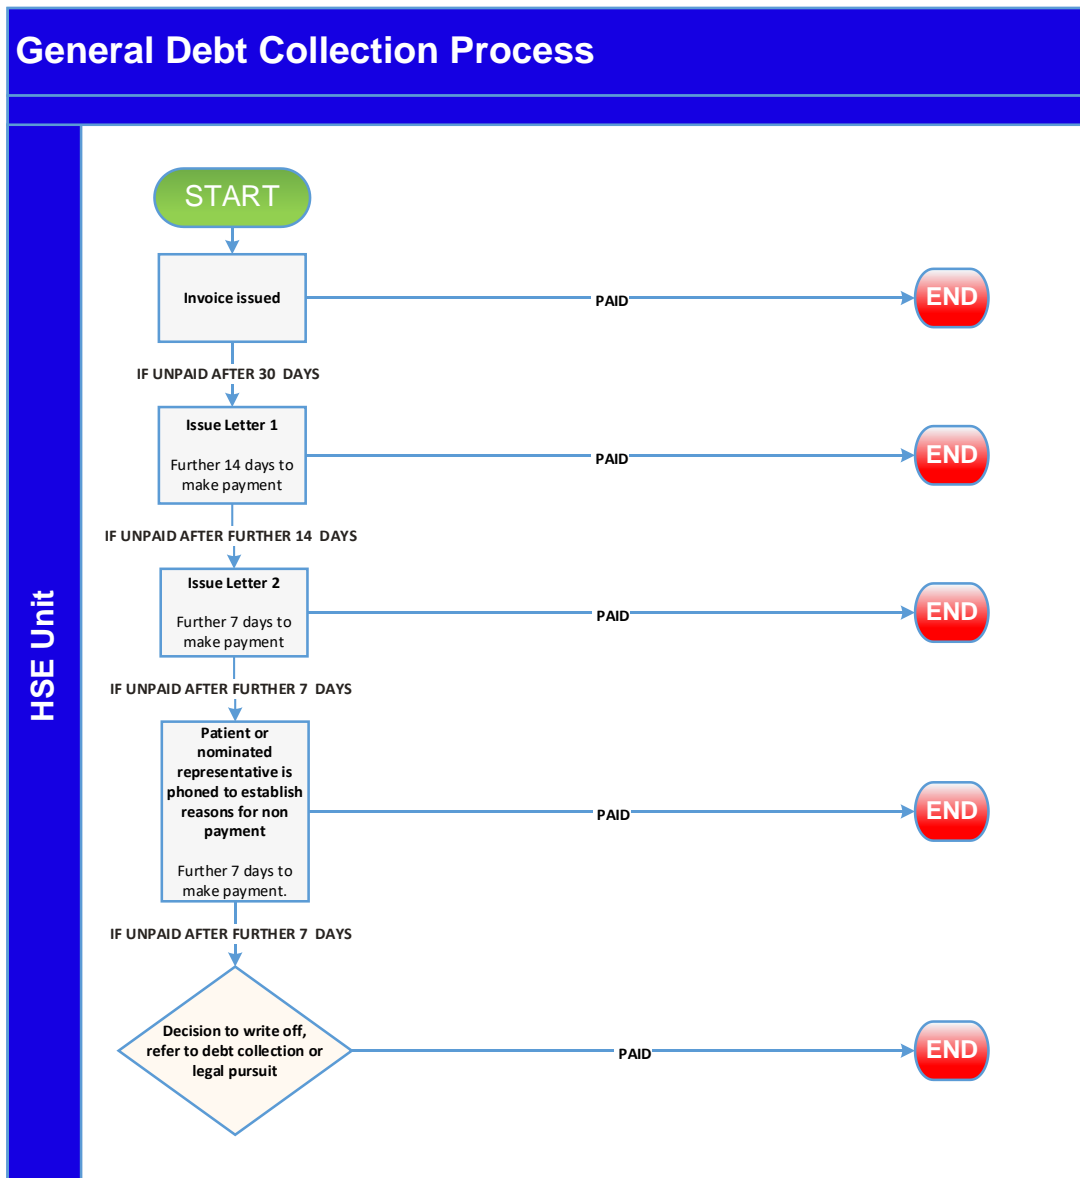 General Debt Collection Process
HSE Unit
START
Invoice issued
PAID
END
IF UNPAID AFTER 30 DAYS
Issue Letter 1
Further 14 days to
make payment
PAID
END
IF UNPAID AFTER FURTHER 14 DAYS
Issue Letter 2
Further 7 days to
make payment
PAID
END
IF UNPAID AFTER FURTHER 7 DAYS
Patient or
nominated
representative is
phoned to establish
reasons for non
payment
Further 7 days to
make payment.
PAID
END
IF UNPAID AFTER FURTHER 7 DAYS
Decision to write off,
refer to debt collection or
legal pursuit
PAID
END